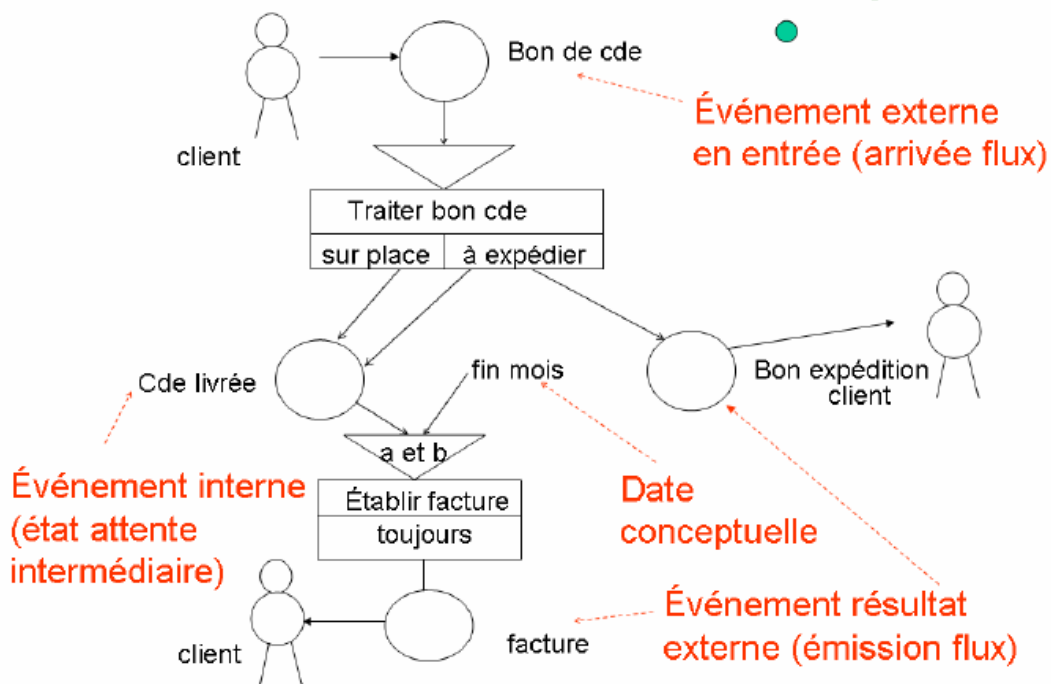 Bon de cde
Événement externe
en entrée (arrivée flux)
client
Traiter bon cde
sur place
à expédier
Cde livrée
fin mois
Bon expédition
client
a et b
Événement interne
(état attente
intermédiaire)
Établir facture
toujours
Date
conceptuelle
Événement résultat
externe (émission flux)
client
facture